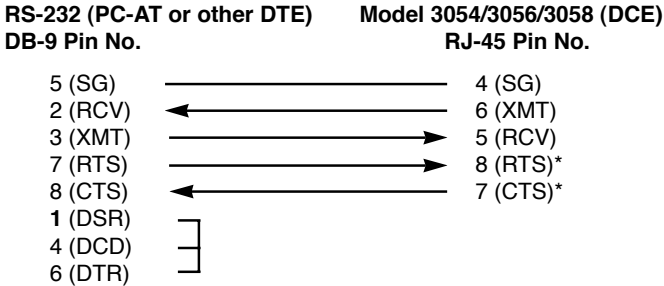 RS-232 (PC-AT or other DTE) Model 3054/3056/3058 (DCE)
DB-9 Pin No. RJ-45 Pin No.
5 (SG) 4 (SG)
2 (RCV) 6 (XMT)
3 (XMT) 5 (RCV)
7 (RTS) 8 (RTS)*
8 (CTS) 7 (CTS)*
1 (DSR)
4 (DCD)
6 (DTR)